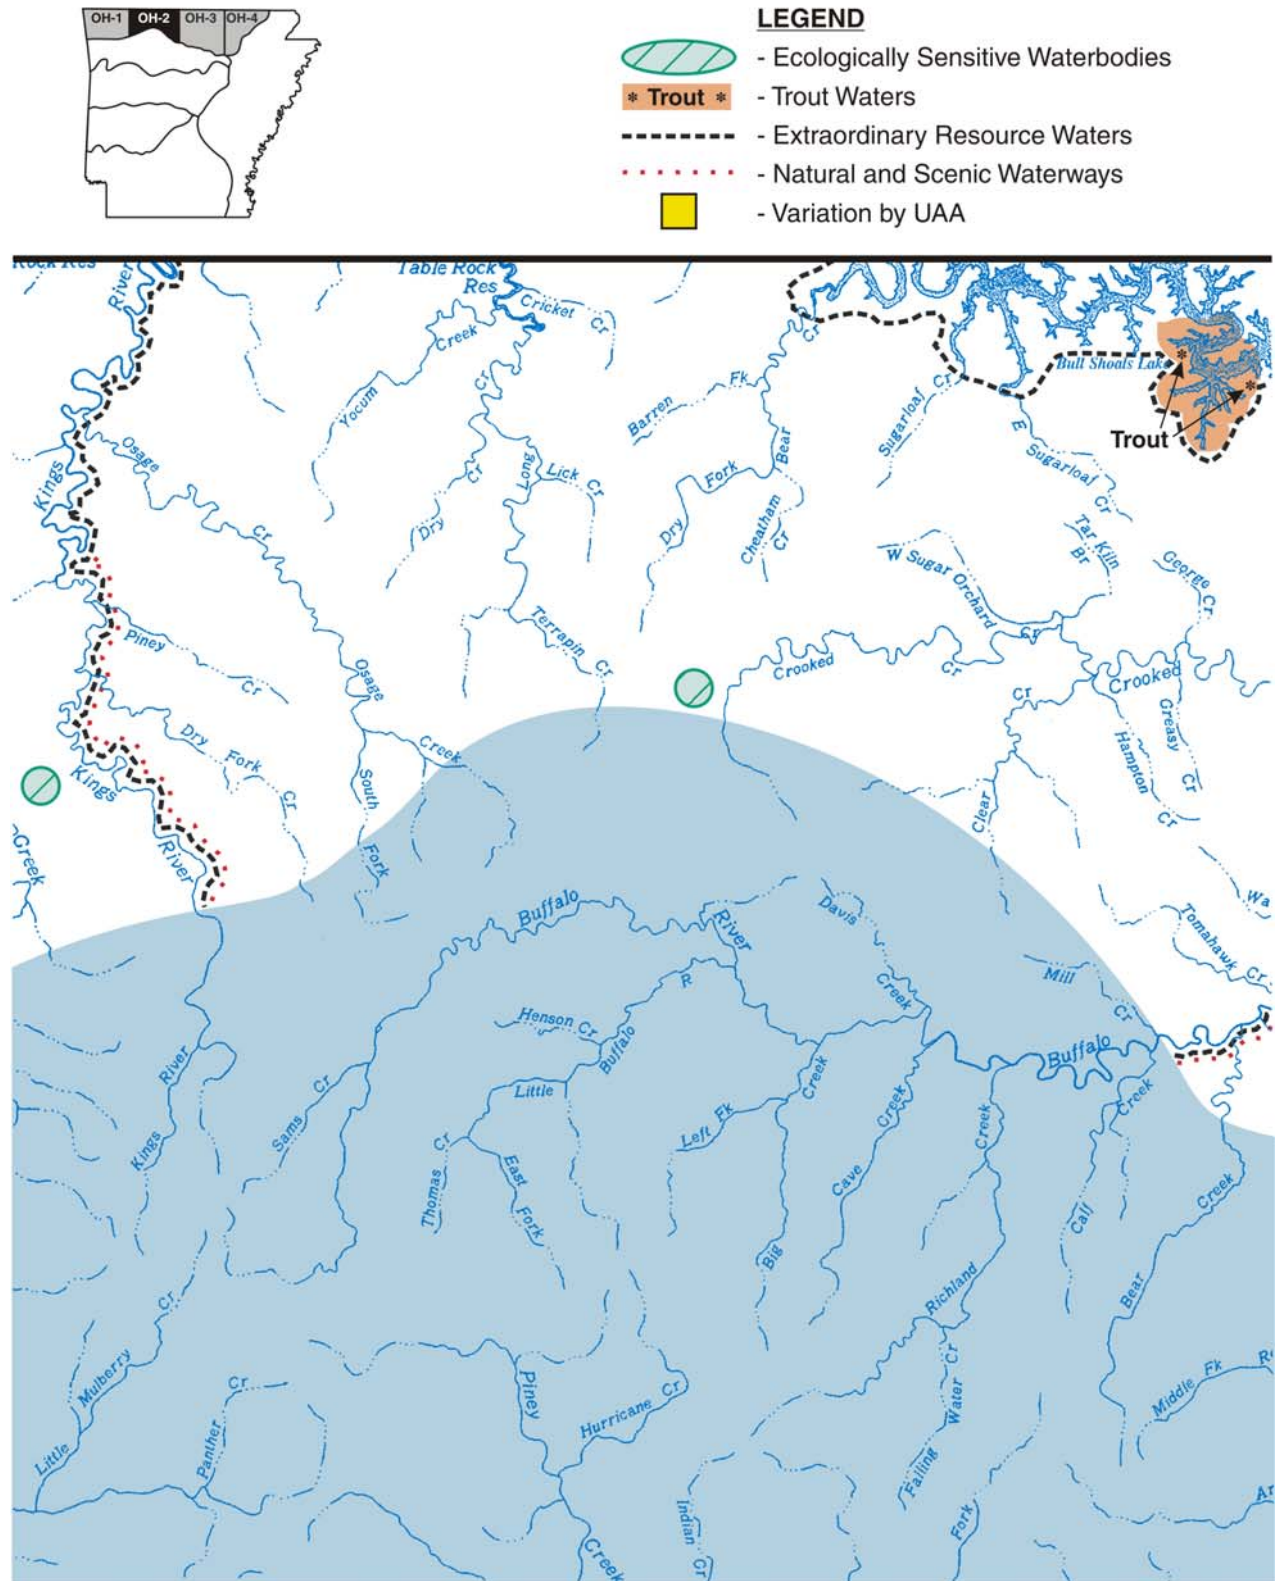 OH-1 OH-2 OH-3 OH-4
LEGEND
- Ecologically Sensitive Waterbodies
* Trout * - Trout Waters
- Extraordinary Resource Waters
- Natural and Scenic Waterways
- Variation by UAA
Rock Res
River
Table Rock
Res
Cricket Cr
Creek
Yocum
Cr
Bull Shoals Lake
Trout
Barren Fk
Cr
Bear
Sugarloaf Cr
E Sugarloaf Cr
Osage
Cr
Kings
Long
Lick Cr
Dry Cr
Dry Fork
Cheatham Cr
Tar Kiln Br
W Sugar Orchard Cr
George Cr
Piney Cr
Terrapin Cr
Osage
Creek
Crooked
Cr
Crooked
Cr
Greasy Cr
Hampton Cr
Clear
Dry Fork Cr
Kings
River
South Fork
Creek
Buffalo
River
Davis
Creek
Wa
Tomahawk Cr
Mill Cr
R
Henson Cr
Buffalo
Little
Buffalo
River
Kings
Sams Cr
Thomas Cr
East Fork
Left Fk
Creek
Big
Creek
Cave
Creek
Creek
Calf
Creek
Bear
Richland
Cr
Mulberry
Little
Panther Cr
Piney
Hurricane Cr
Water Cr
Falling
Middle Fk
R
Ar
Indian Cr
Fork
Creek